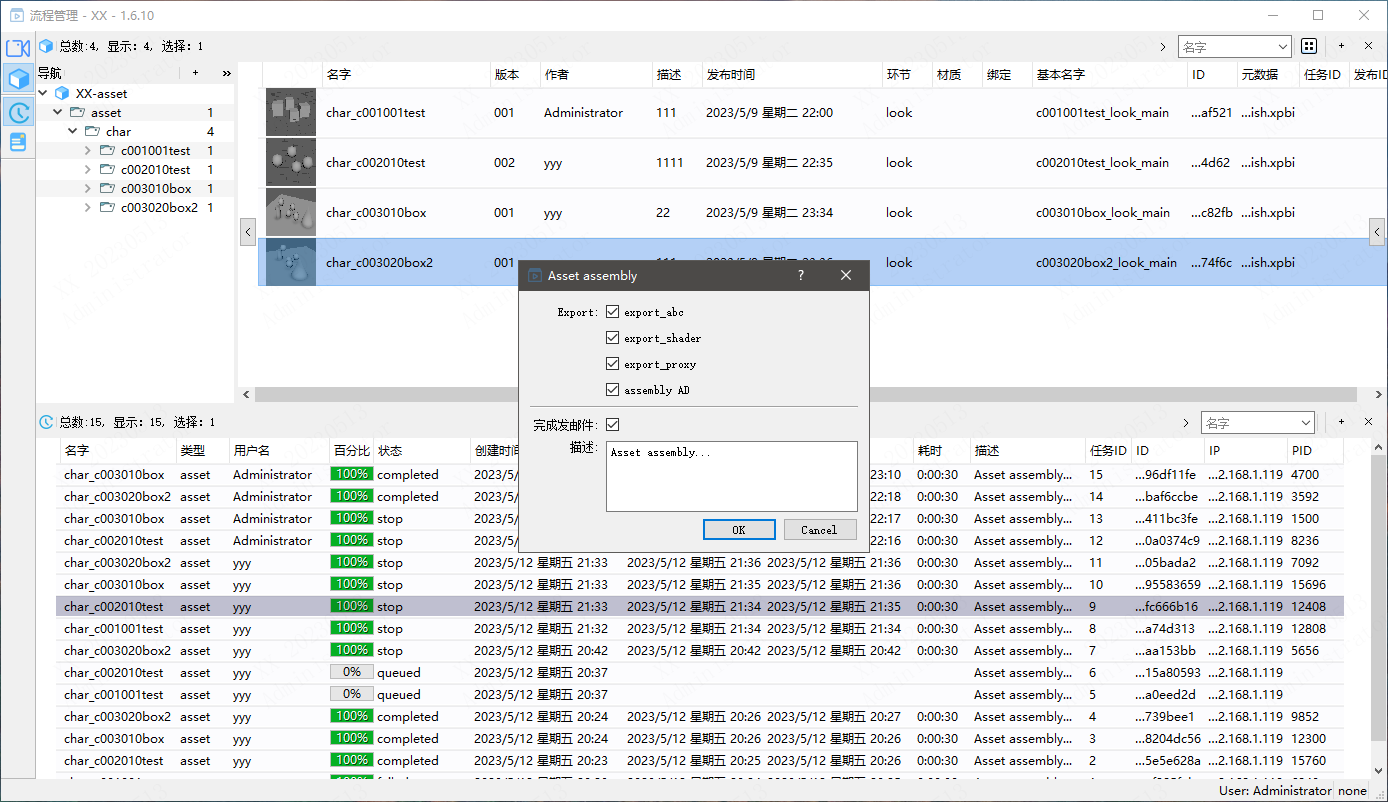 流程管理 - XX - 1.6.10
总数:4, 显示: 4, 选择: 1
名字
导航
XX-asset
asset 1
char 4
c001001test 1
c002010test 1
c003010box 1
c003020box2 1
名字 版本 作者 描述 发布时间 环节 材质 绑定 基本名字 ID 元数据 任务ID 发布ID
char_c001001test 001 Administrator 111 2023/5/9 星期二 22:00 look c001001test_look_main ...af521 ...ish.xpbi
char_c002010test 002 yyy 1111 2023/5/9 星期二 22:35 look c002010test_look_main ...4d62 ...ish.xpbi
char_c003010box 001 yyy 22 2023/5/9 星期二 23:34 look c003010box_look_main ...c82fb ...ish.xpbi
char_c003020box2 001 look c003020box2_look_main ...74f6c ...ish.xpbi
Asset assembly ?
Export: export_abc
export_shader
export_proxy
assembly AD
完成发邮件:
描述: Asset assembly...
OK Cancel
总数:15, 显示: 15, 选择: 1
名字
名字 类型 用户名 百分比 状态 创建时间 耗时 描述 任务ID ID IP PID
char_c003010box asset Administrator 100% completed 2023/5/ 23:10 0:00:30 Asset assembly... 15 ...96df11fe ...2.168.1.119 4700
char_c003020box2 asset Administrator 100% completed 2023/5/ 22:18 0:00:30 Asset assembly... 14 ...baf6ccbe ...2.168.1.119 3592
char_c003010box asset Administrator 100% stop 2023/5/ 22:17 0:00:30 Asset assembly... 13 ...411bc3fe ...2.168.1.119 1500
char_c002010test asset Administrator 100% stop 2023/5/ 22:16 0:00:30 Asset assembly... 12 ...0a0374c9 ...2.168.1.119 8236
char_c003020box2 asset yyy 100% stop 2023/5/12 星期五 21:33 2023/5/12 星期五 21:36 2023/5/12 星期五 21:36 0:00:30 Asset assembly... 11 ...05bada2 ...2.168.1.119 7092
char_c003010box asset yyy 100% stop 2023/5/12 星期五 21:33 2023/5/12 星期五 21:35 2023/5/12 星期五 21:36 0:00:30 Asset assembly... 10 ...95583659 ...2.168.1.119 15696
char_c002010test asset yyy 100% stop 2023/5/12 星期五 21:33 2023/5/12 星期五 21:34 2023/5/12 星期五 21:35 0:00:30 Asset assembly... 9 ...fc666b16 ...2.168.1.119 12408
char_c001001test asset yyy 100% stop 2023/5/12 星期五 21:32 2023/5/12 星期五 21:34 2023/5/12 星期五 21:34 0:00:30 Asset assembly... 8 ...a74d313 ...2.168.1.119 12808
char_c003020box2 asset yyy 100% stop 2023/5/12 星期五 20:42 2023/5/12 星期五 20:42 2023/5/12 星期五 20:42 0:00:30 Asset assembly... 7 ...aa153bb ...2.168.1.119 5656
char_c002010test asset yyy 0% queued 2023/5/12 星期五 20:37 Asset assembly... 6 ...15a80593 ...2.168.1.119
char_c001001test asset yyy 0% queued 2023/5/12 星期五 20:37 Asset assembly... 5 ...a0eed2d ...2.168.1.119
char_c003020box2 asset yyy 100% completed 2023/5/12 星期五 20:24 2023/5/12 星期五 20:26 2023/5/12 星期五 20:27 0:00:30 Asset assembly... 4 ...739bee1 ...2.168.1.119 9852
char_c003010box asset yyy 100% completed 2023/5/12 星期五 20:24 2023/5/12 星期五 20:26 2023/5/12 星期五 20:26 0:00:30 Asset assembly... 3 ...8204dc56 ...2.168.1.119 12300
char_c002010test asset yyy 100% completed 2023/5/12 星期五 20:23 2023/5/12 星期五 20:25 2023/5/12 星期五 20:26 0:00:30 Asset assembly... 2 ...5e5e628a ...2.168.1.119 15760
User: Administrator none